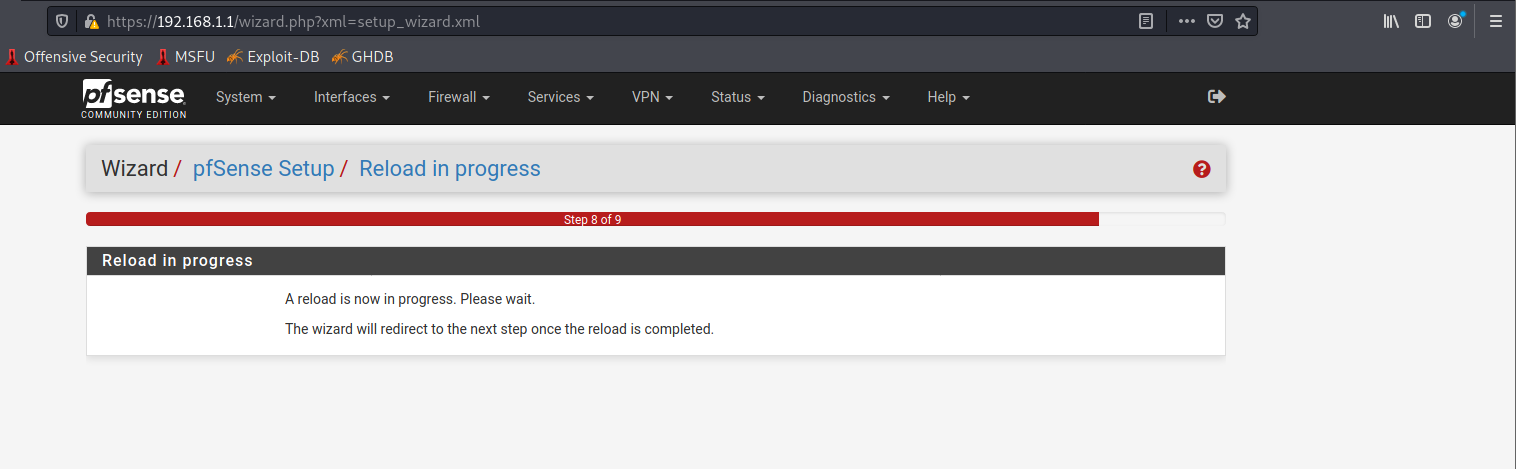 https://192.168.1.1/wizard.php?xml=setup_wizard.xml
Offensive Security MSFU Exploit-DB GHDB
pfsense COMMUNITY EDITION System Interfaces Firewall Services VPN Status Diagnostics Help
Wizard / pfSense Setup / Reload in progress
Step 8 of 9
Reload in progress
A reload is now in progress. Please wait.
The wizard will redirect to the next step once the reload is completed.